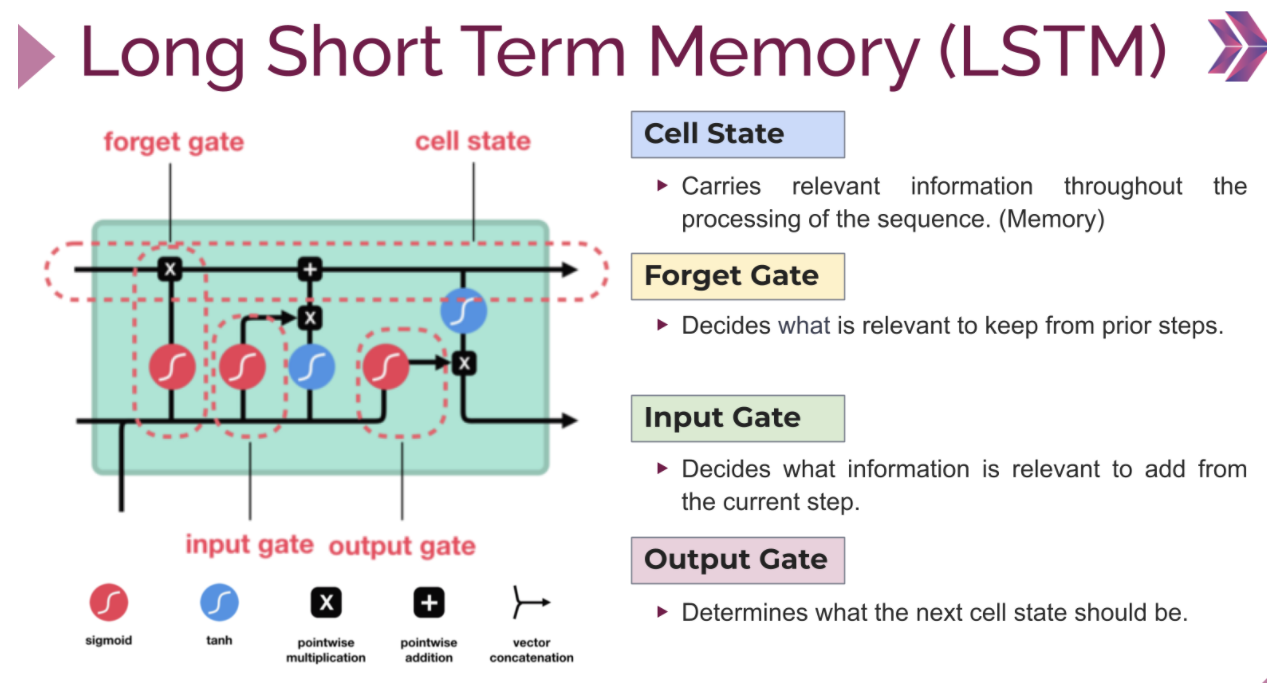 Long Short Term Memory (LSTM)
forget gate
cell state
X
+
X
X
input gate
output gate
sigmoid
tanh
X
pointwise
multiplication
+
pointwise
addition
vector
concatenation
Cell State
Carries relevant information throughout the
processing of the sequence. (Memory)
Forget Gate
Decides what is relevant to keep from prior steps.
Input Gate
Decides what information is relevant to add from
the current step.
Output Gate
Determines what the next cell state should be.